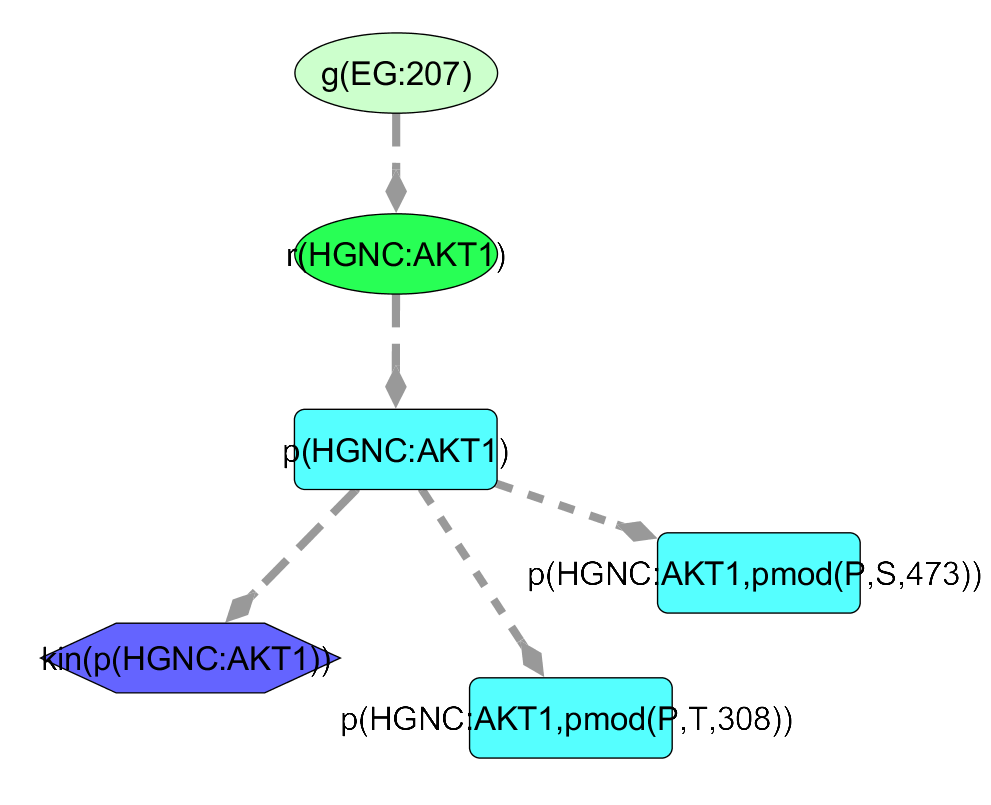 g(EG:207)
r(HGNC:AKT1)
p(HGNC:AKT1)
p(HGNC:AKT1,pmod(P,S,473))
kin(p(HGNC:AKT1))
p(HGNC:AKT1,pmod(P,T,308))